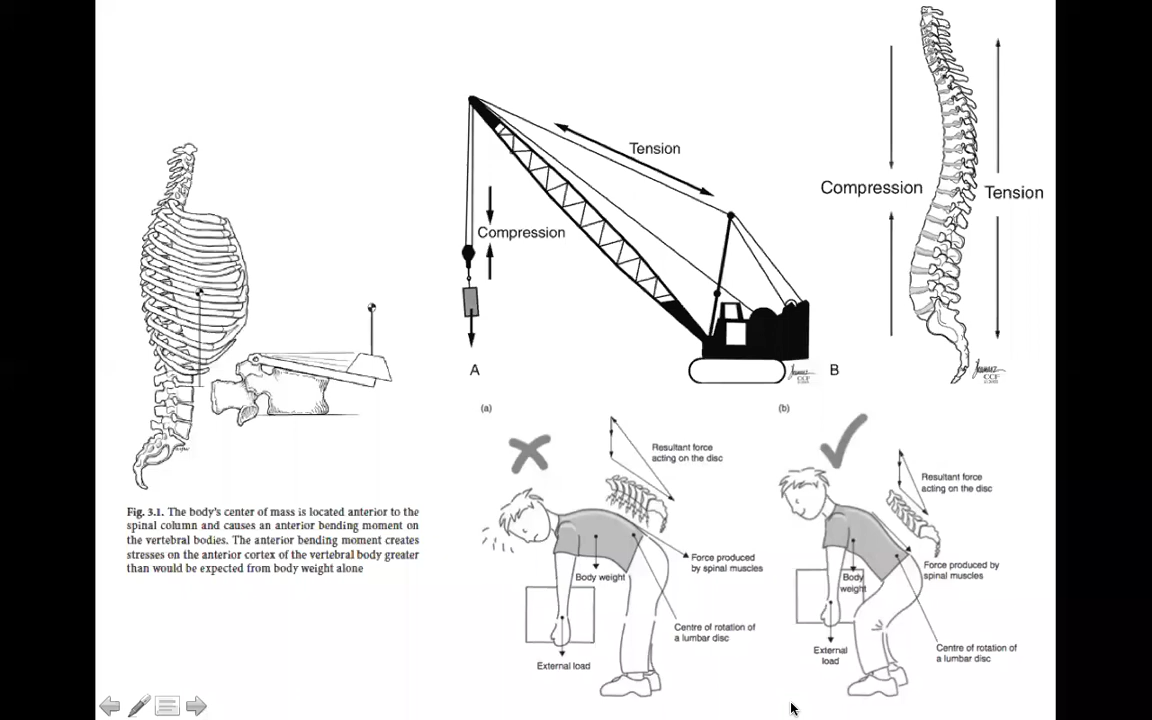 Tension
Compression
A
Compression
Tension
B
Fig. 3.1. The body's center of mass is located anterior to the
spinal column and causes an anterior bending moment on
the vertebral bodies. The anterior bending moment creates
stresses on the anterior cortex of the vertebral body greater
than would be expected from body weight alone
(a)
Resultant force
acting on the disc
Force produced
by spinal muscles
Body weight
Centre of rotation of
a lumbar disc
External load
(b)
Resultant force
acting on the disc
Force produced by
spinal muscles
Body
weight
Centre of rotation of
a lumbar disc
External
load
CCF
CCF